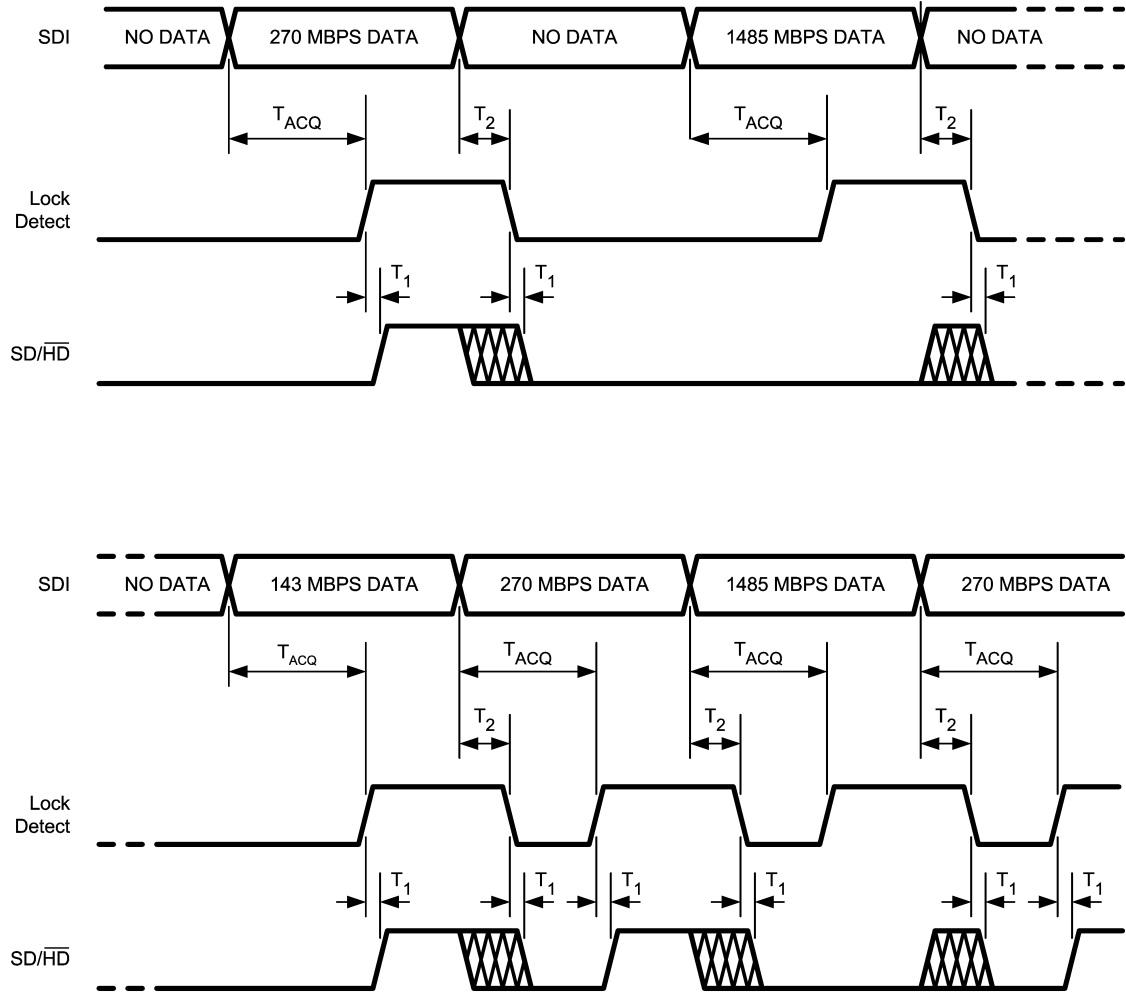 SDI NO DATA 270 MBPS DATA NO DATA 1485 MBPS DATA NO DATA
TACQ T2 TACQ T2
Lock
Detect
T1 T1 T1
SD/HD
SDI NO DATA 143 MBPS DATA 270 MBPS DATA 1485 MBPS DATA 270 MBPS DATA
TACQ TACQ TACQ TACQ
T2 T2 T2
Lock
Detect
T1 T1 T1 T1 T1 T1
SD/HD